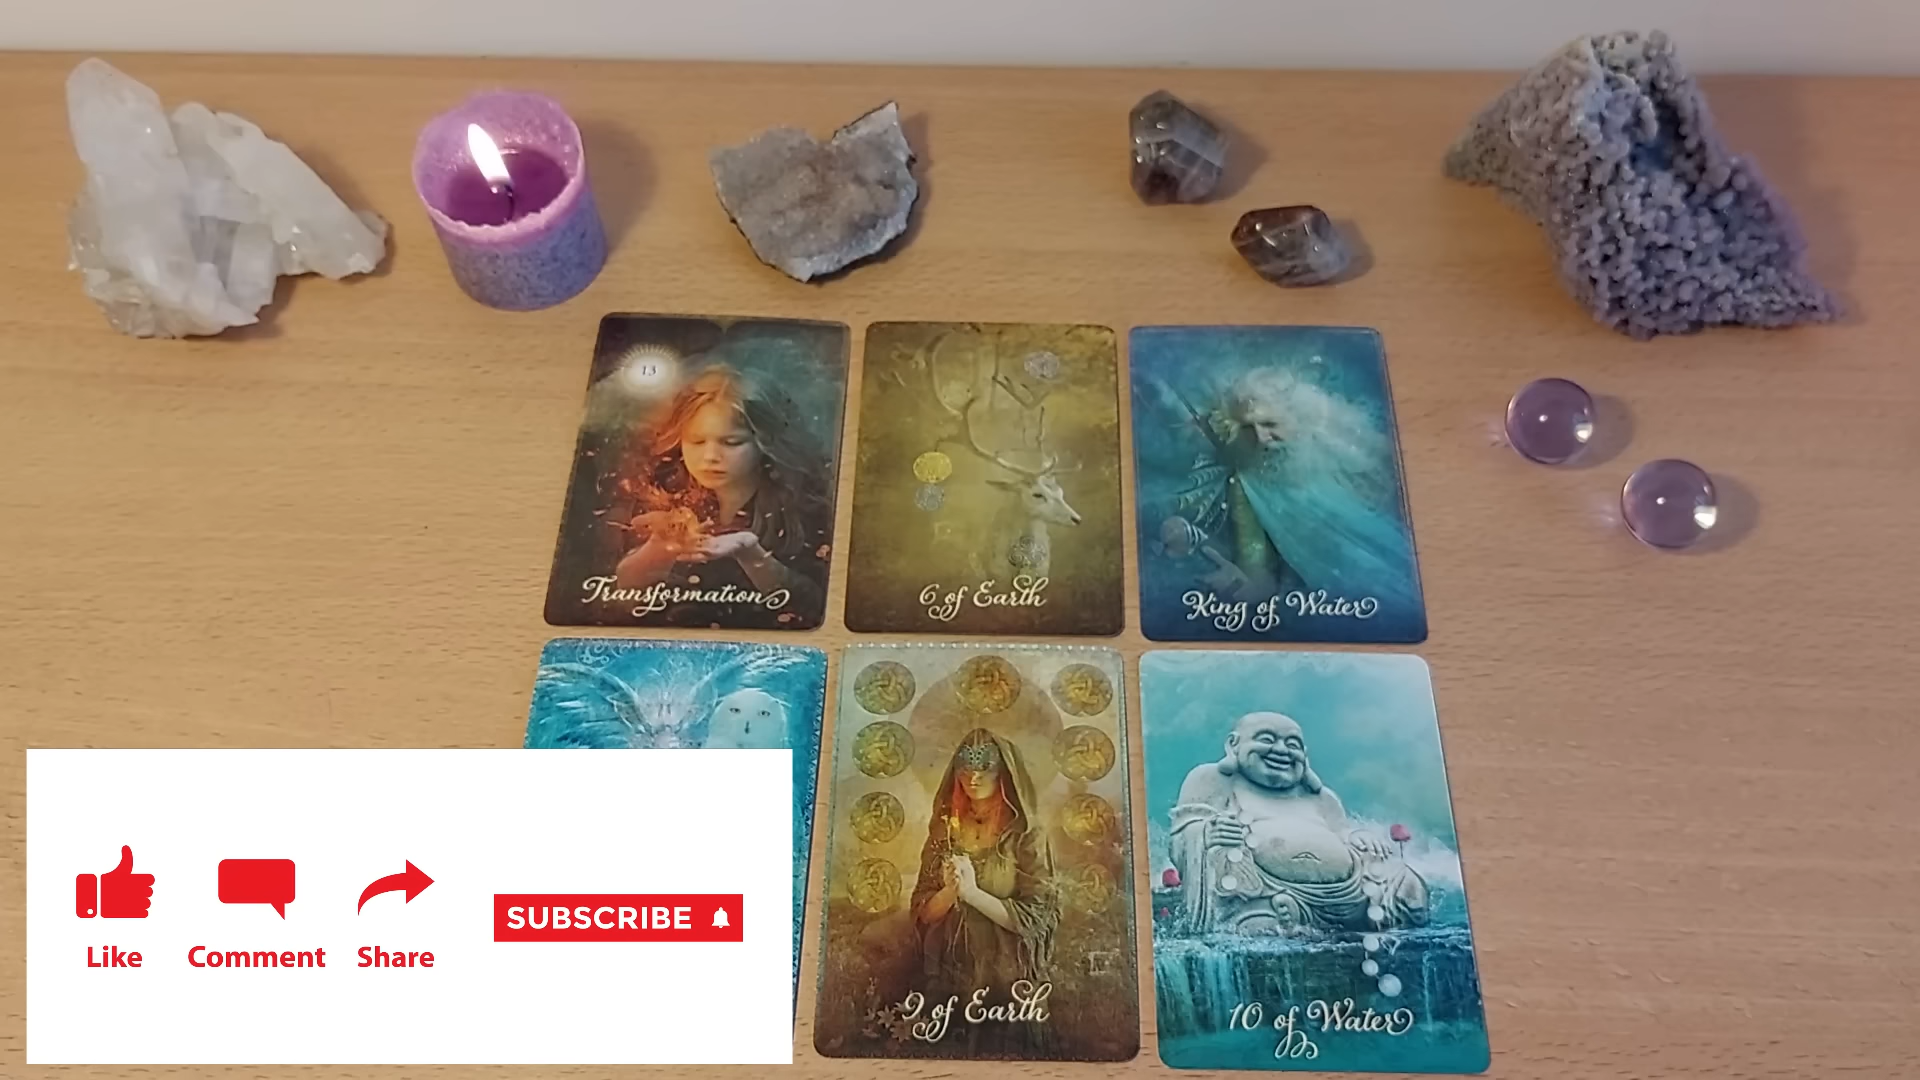 13
Transformation
6 of Earth
King of Water
9 of Earth
10 of Water
Like
Comment
Share
SUBSCRIBE